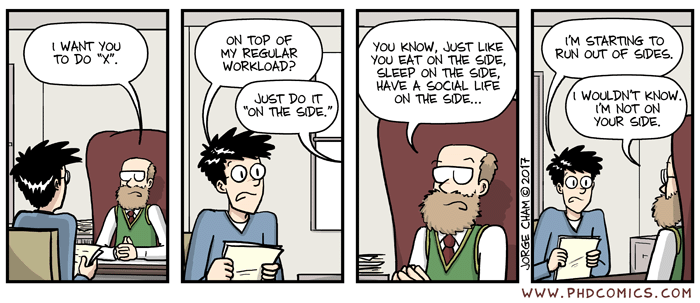 I WANT YOU
TO DO "X".
ON TOP OF
MY REGULAR
WORKLOAD?
JUST DO IT
"ON THE SIDE."
YOU KNOW, JUST LIKE
YOU EAT ON THE SIDE,
SLEEP ON THE SIDE,
HAVE A SOCIAL LIFE
ON THE SIDE...
I'M STARTING TO
RUN OUT OF SIDES.
I WOULDN'T KNOW.
I'M NOT ON
YOUR SIDE.
JORGE CHAM © 2017
WWW.PHDCOMICS.COM